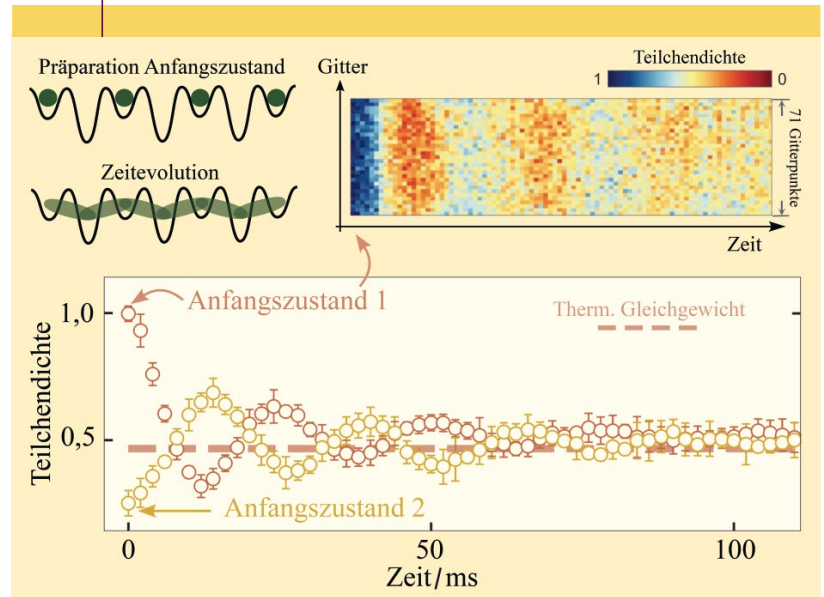 Präparation Anfangszustand
Zeitevolution
Gitter
Teilchendichte
1
0
71 Gitterpunkte
Zeit
Teilchendichte
1,0
0,5
Anfangszustand 1
Therm. Gleichgewicht
Anfangszustand 2
0
50
100
Zeit/ms